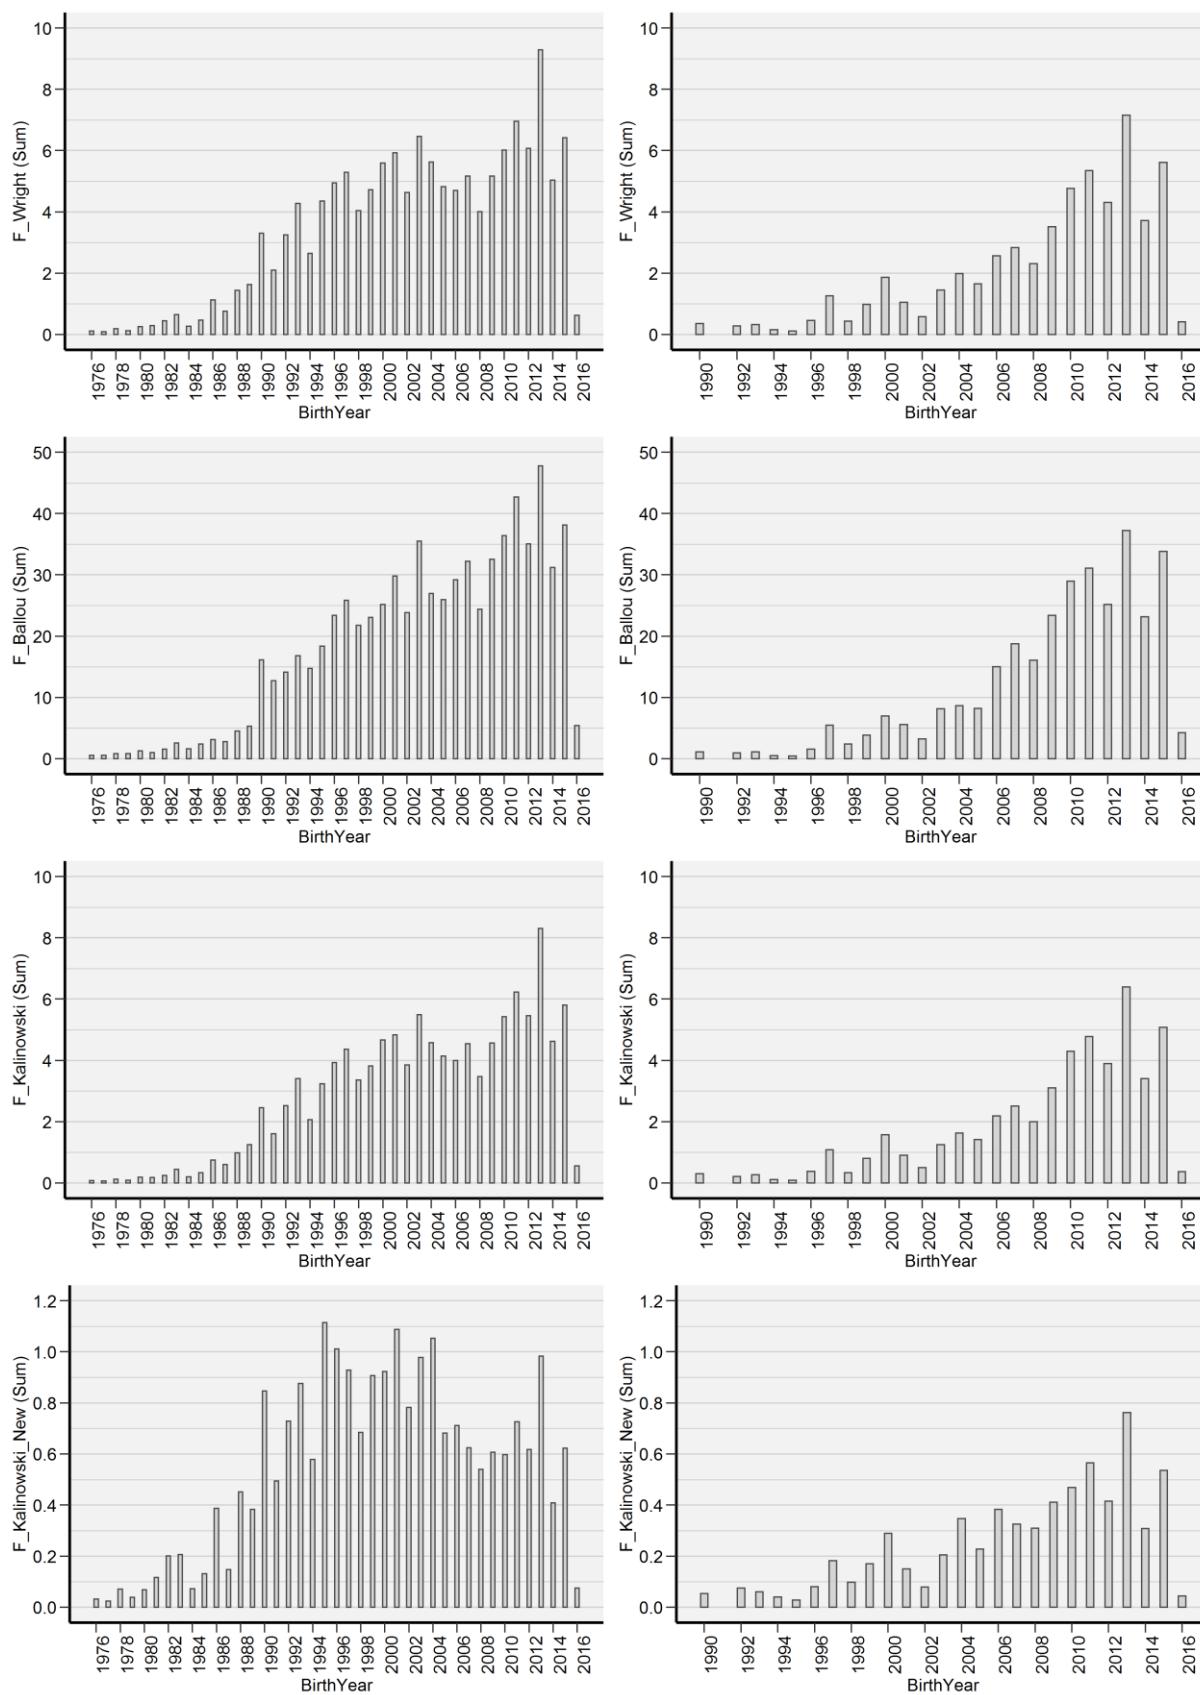 F_Wright (Sum)
10
8
6
4
2
0
1976 1978 1980 1982 1984 1986 1988 1990 1992 1994 1996 1998 2000 2002 2004 2006 2008 2010 2012 2014 2016
BirthYear
F_Wright (Sum)
10
8
6
4
2
0
1990 1992 1994 1996 1998 2000 2002 2004 2006 2008 2010 2012 2014 2016
BirthYear
F_Ballou (Sum)
50
40
30
20
10
0
1976 1978 1980 1982 1984 1986 1988 1990 1992 1994 1996 1998 2000 2002 2004 2006 2008 2010 2012 2014 2016
BirthYear
F_Ballou (Sum)
50
40
30
20
10
0
1990 1992 1994 1996 1998 2000 2002 2004 2006 2008 2010 2012 2014 2016
BirthYear
F_Kalinowski (Sum)
10
8
6
4
2
0
1976 1978 1980 1982 1984 1986 1988 1990 1992 1994 1996 1998 2000 2002 2004 2006 2008 2010 2012 2014 2016
BirthYear
F_Kalinowski (Sum)
10
8
6
4
2
0
1990 1992 1994 1996 1998 2000 2002 2004 2006 2008 2010 2012 2014 2016
BirthYear
F_Kalinowski_New (Sum)
1.2
1.0
0.8
0.6
0.4
0.2
0.0
1976 1978 1980 1982 1984 1986 1988 1990 1992 1994 1996 1998 2000 2002 2004 2006 2008 2010 2012 2014 2016
BirthYear
F_Kalinowski_New (Sum)
1.2
1.0
0.8
0.6
0.4
0.2
0.0
1990 1992 1994 1996 1998 2000 2002 2004 2006 2008 2010 2012 2014 2016
BirthYear